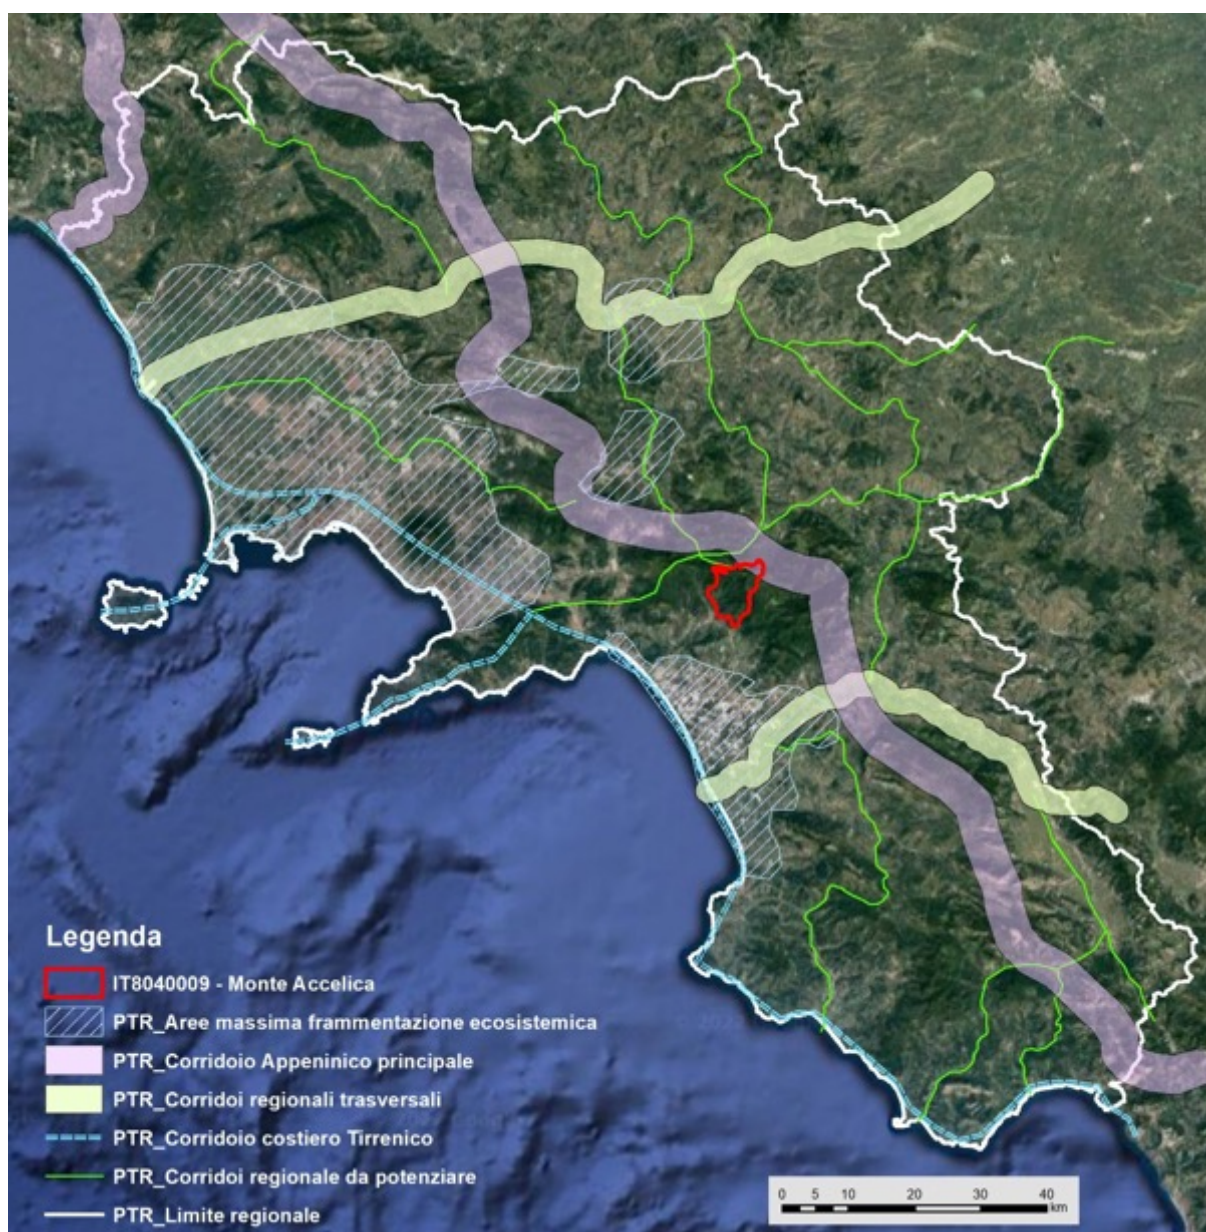 Legenda
IT8040009 - Monte Accelica
PTR_Aree massima frammentazione ecosistemica
PTR_Corridoio Appeninico principale
PTR_Corridoi regionali trasversali
PTR_Corridoio costiero Tirrenico
PTR_Corridoi regionale da potenziare
PTR_Limite regionale
0 5 10 20 30 40
km